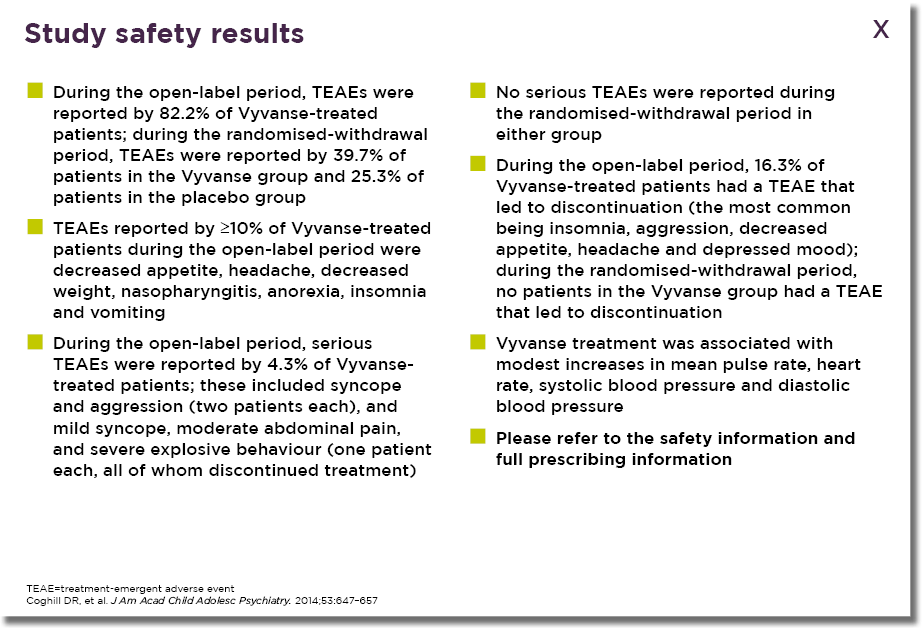 Study safety results
X
During the open-label period, TEAEs were
reported by 82.2% of Vyvanse-treated
patients; during the randomised-withdrawal
period, TEAEs were reported by 39.7% of
patients in the Vyvanse group and 25.3% of
patients in the placebo group
TEAEs reported by ≥10% of Vyvanse-treated
patients during the open-label period were
decreased appetite, headache, decreased
weight, nasopharyngitis, anorexia, insomnia
and vomiting
During the open-label period, serious
TEAEs were reported by 4.3% of Vyvanse-
treated patients; these included syncope
and aggression (two patients each), and
mild syncope, moderate abdominal pain,
and severe explosive behaviour (one patient
each, all of whom discontinued treatment)
No serious TEAEs were reported during
the randomised-withdrawal period in
either group
During the open-label period, 16.3% of
Vyvanse-treated patients had a TEAE that
led to discontinuation (the most common
being insomnia, aggression, decreased
appetite, headache and depressed mood);
during the randomised-withdrawal period,
no patients in the Vyvanse group had a TEAE
that led to discontinuation
Vyvanse treatment was associated with
modest increases in mean pulse rate, heart
rate, systolic blood pressure and diastolic
blood pressure
Please refer to the safety information and
full prescribing information
TEAE=treatment-emergent adverse event
Coghill DR, et al. J Am Acad Child Adolesc Psychiatry. 2014;53:647–657